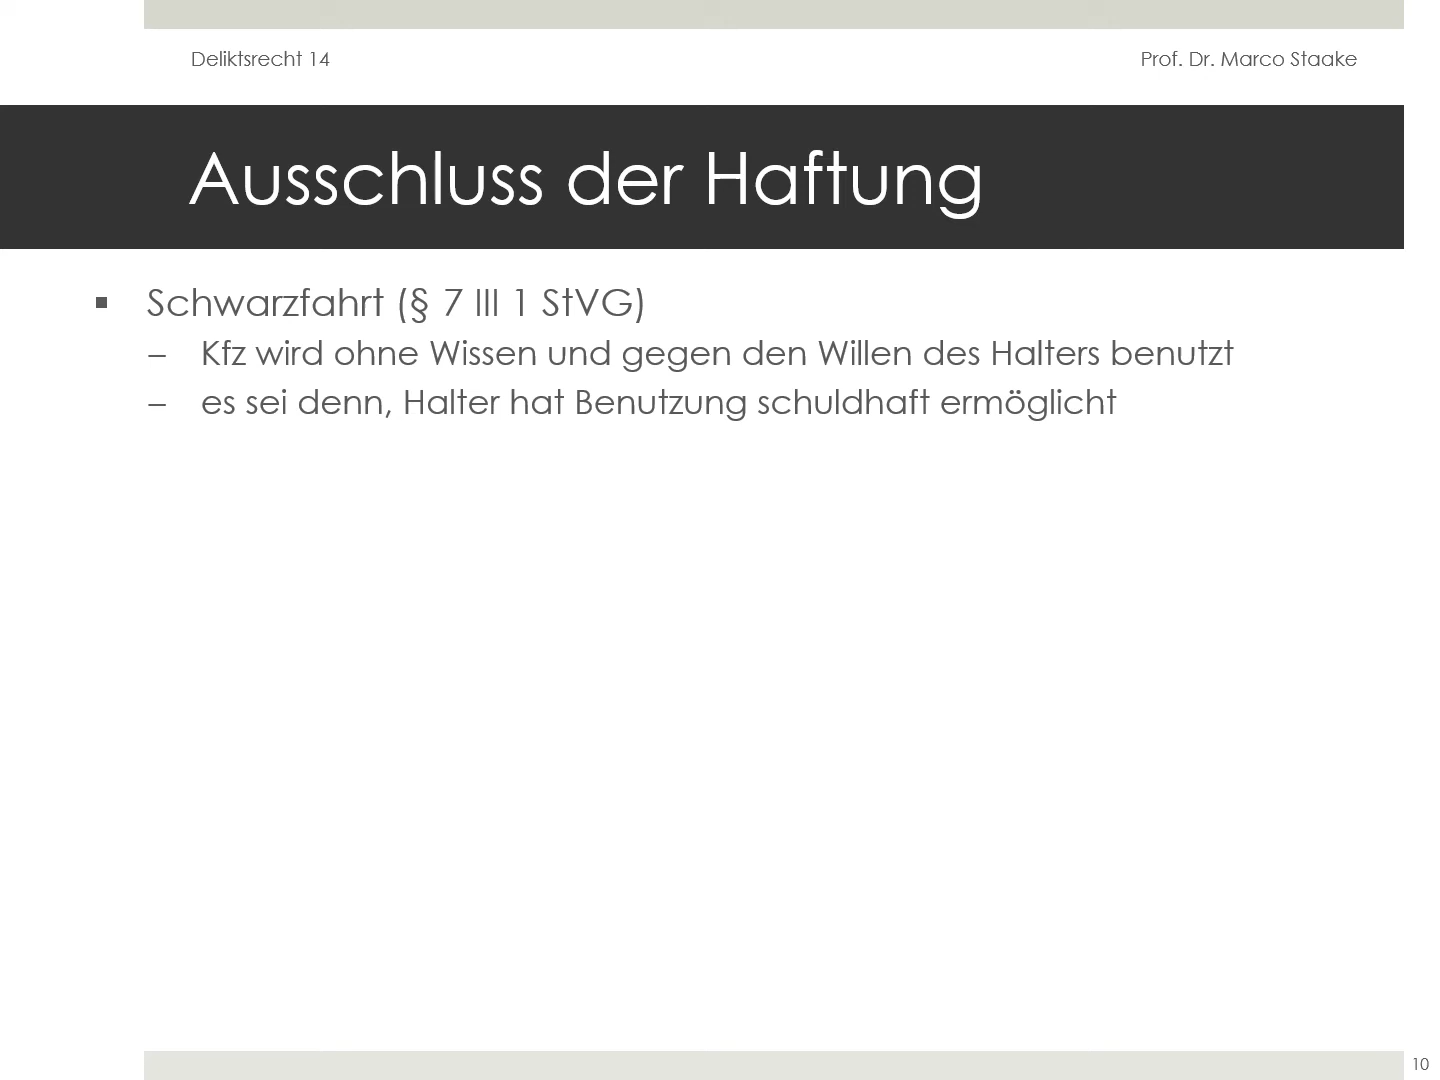 Deliktsrecht 14
Prof. Dr. Marco Staake
Ausschluss der Haftung
▪ Schwarzfahrt (§ 7 III 1 StVG)
– Kfz wird ohne Wissen und gegen den Willen des Halters benutzt
– es sei denn, Halter hat Benutzung schuldhaft ermöglicht
10